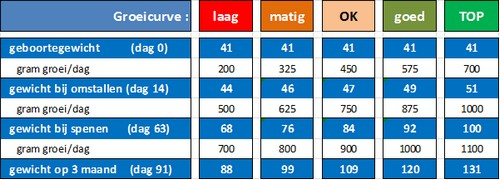 Groeicurve : laag matig OK goed TOP
geboortegewicht (dag 0) 41 41 41 41 41
gram groei/dag 200 325 450 575 700
gewicht bij omstallen (dag 14) 44 46 47 49 51
gram groei/dag 500 625 750 875 1000
gewicht bij spenen (dag 63) 68 76 84 92 100
gram groei/dag 700 800 900 1000 1100
gewicht op 3 maand (dag 91) 88 99 109 120 131